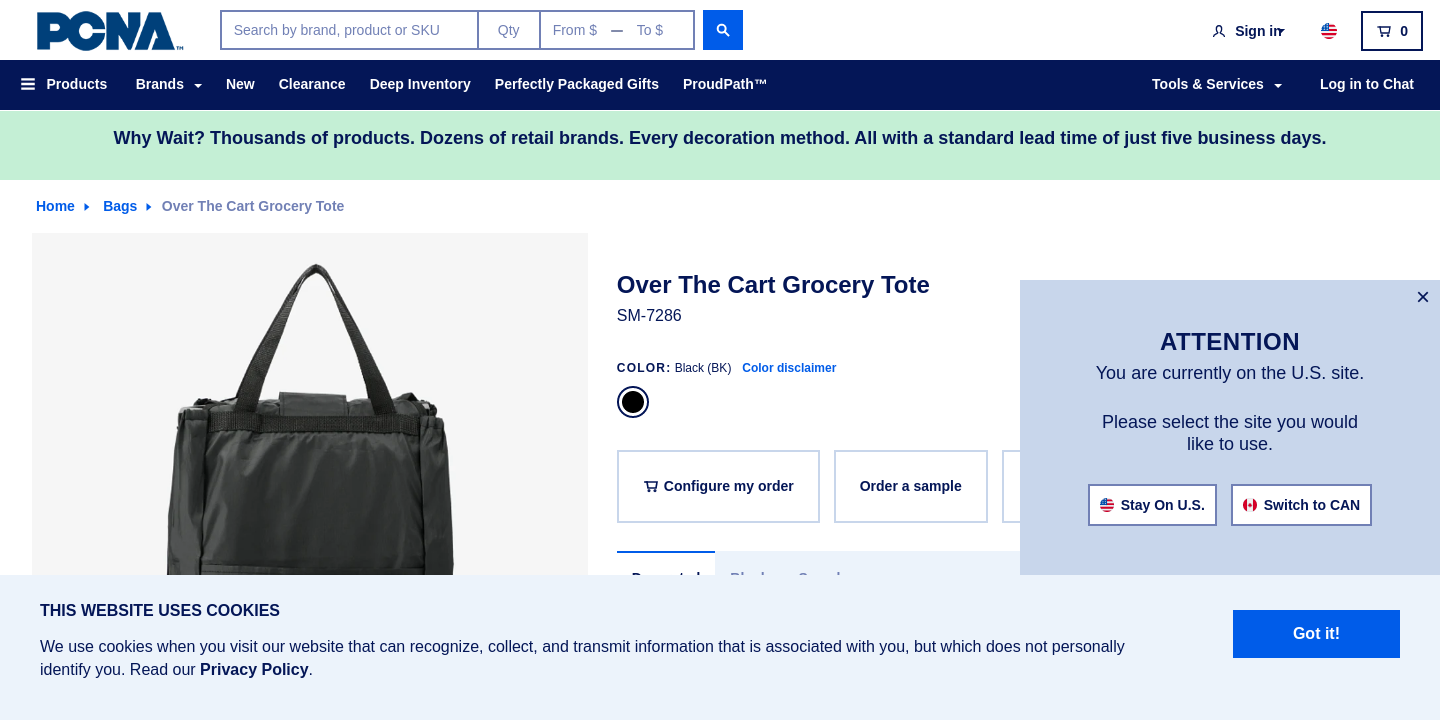 PCNA™
Search by brand, product or SKU
Qty
From $ — To $
Sign in
0
Products
Brands
New
Clearance
Deep Inventory
Perfectly Packaged Gifts
ProudPath™
Tools & Services
Log in to Chat
Why Wait? Thousands of products. Dozens of retail brands. Every decoration method. All with a standard lead time of just five business days.
Home
Bags
Over The Cart Grocery Tote
Over The Cart Grocery Tote
SM-7286
COLOR: Black (BK) Color disclaimer
Configure my order
Order a sample
×
ATTENTION
You are currently on the U.S. site.
Please select the site you would
like to use.
Stay On U.S.
Switch to CAN
THIS WEBSITE USES COOKIES
We use cookies when you visit our website that can recognize, collect, and transmit information that is associated with you, but which does not personally
identify you. Read our Privacy Policy.
Got it!